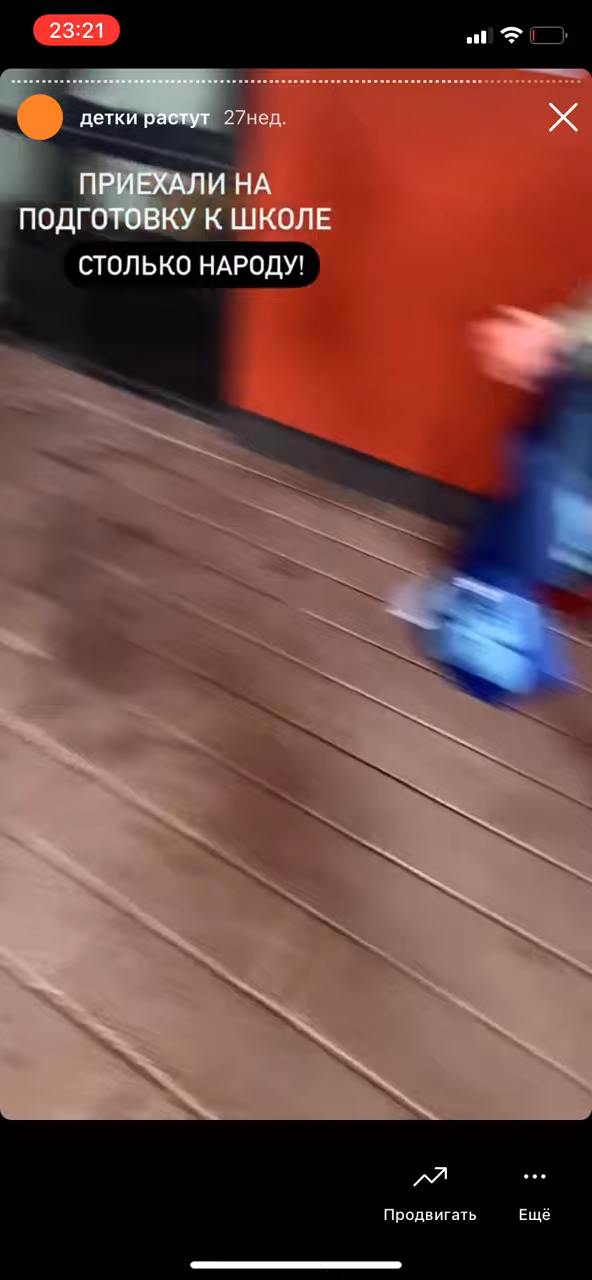 23:21
детки растут 27нед.
ПРИЕХАЛИ НА
ПОДГОТОВКУ К ШКОЛЕ
СТОЛЬКО НАРОДУ!
Продвигать Ещё